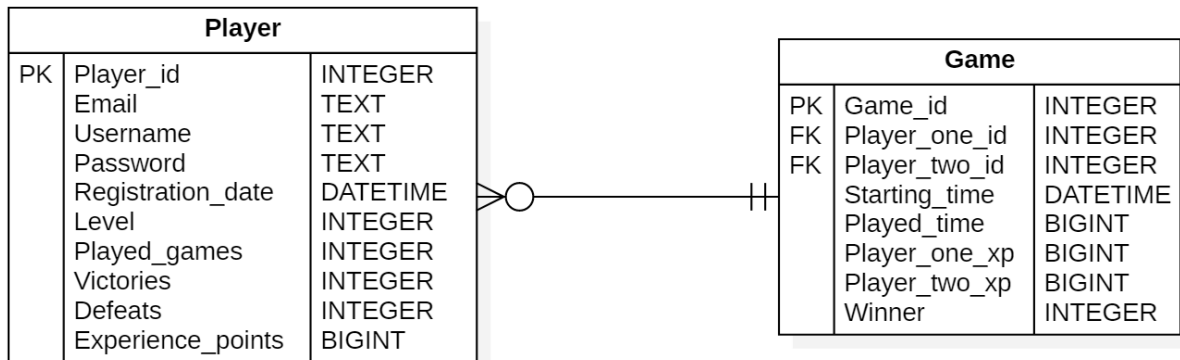 Player
PK Player_id INTEGER
Email TEXT
Username TEXT
Password TEXT
Registration_date DATETIME
Level INTEGER
Played_games INTEGER
Victories INTEGER
Defeats INTEGER
Experience_points BIGINT
Game
PK Game_id INTEGER
FK Player_one_id INTEGER
FK Player_two_id INTEGER
Starting_time DATETIME
Played_time BIGINT
Player_one_xp BIGINT
Player_two_xp BIGINT
Winner INTEGER